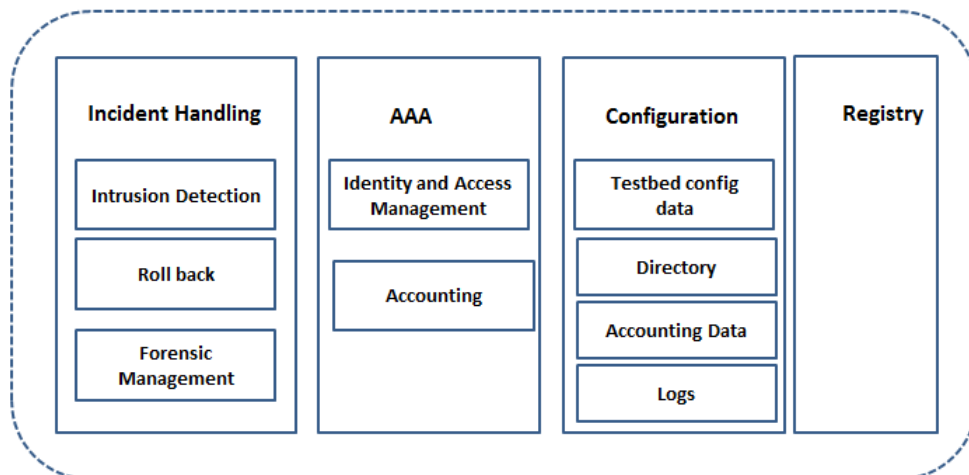 Incident Handling
Intrusion Detection
Roll back
Forensic
Management
AAA
Identity and Access
Management
Accounting
Configuration
Testbed config
data
Directory
Accounting Data
Logs
Registry